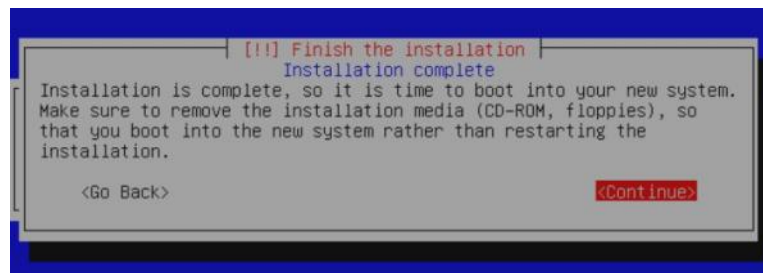 [!!] Finish the installation
Installation complete
Installation is complete, so it is time to boot into your new system.
Make sure to remove the installation media (CD-ROM, floppies), so
that you boot into the new system rather than restarting the
installation.
<Go Back> <Continue>